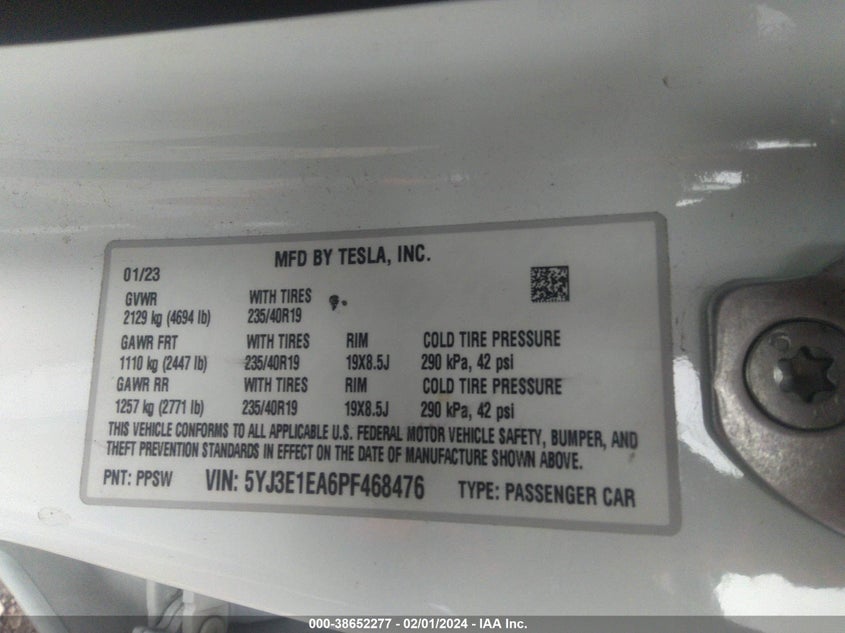 MFD BY TESLA, INC.
01/23
GVWR WITH TIRES
2129 kg (4694 lb) 235/40R19
GAWR FRT WITH TIRES RIM COLD TIRE PRESSURE
1110 kg (2447 lb) 235/40R19 19X8.5J 290 kPa, 42 psi
GAWR RR WITH TIRES RIM COLD TIRE PRESSURE
1257 kg (2771 lb) 235/40R19 19X8.5J 290 kPa, 42 psi
THIS VEHICLE CONFORMS TO ALL APPLICABLE U.S. FEDERAL MOTOR VEHICLE SAFETY, BUMPER, AND
THEFT PREVENTION STANDARDS IN EFFECT ON THE DATE OF MANUFACTURE SHOWN ABOVE.
PNT: PPSW VIN: 5YJ3E1EA6PF468476 TYPE: PASSENGER CAR
000-38652277 - 02/01/2024 - IAA Inc.